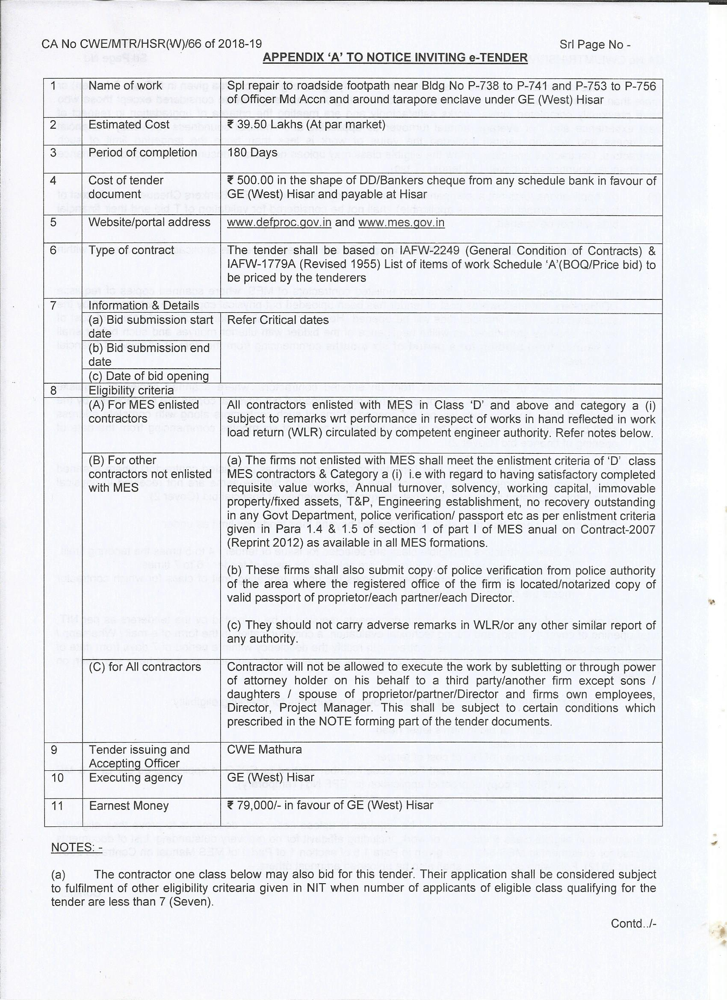 CA No CWE/MTR/HSR(W)/66 of 2018-19 Srl Page No -
APPENDIX ‘A’ TO NOTICE INVITING e-TENDER
1 Name of work Spl repair to roadside footpath near Bldg No P-738 to P-741 and P-753 to P-756
of Officer Md Accn and around tarapore enclave under GE (West) Hisar
2 Estimated Cost ₹ 39.50 Lakhs (At par market)
3 Period of completion 180 Days
4 Cost of tender ₹ 500.00 in the shape of DD/Bankers cheque from any schedule bank in favour of
document GE (West) Hisar and payable at Hisar
5 Website/portal address www.defproc.gov.in and www.mes.gov.in
6 Type of contract The tender shall be based on IAFW-2249 (General Condition of Contracts) &
IAFW-1779A (Revised 1955) List of items of work Schedule ‘A’(BOQ/Price bid) to
be priced by the tenderers
7 Information & Details
(a) Bid submission start Refer Critical dates
date
(b) Bid submission end
date
(c) Date of bid opening
8 Eligibility criteria
(A) For MES enlisted All contractors enlisted with MES in Class ‘D’ and above and category a (i)
contractors subject to remarks wrt performance in respect of works in hand reflected in work
load return (WLR) circulated by competent engineer authority. Refer notes below.
(B) For other (a) The firms not enlisted with MES shall meet the enlistment criteria of ‘D’ class
contractors not enlisted MES contractors & Category a (i) i.e with regard to having satisfactory completed
with MES requisite value works, Annual turnover, solvency, working capital, immovable
property/fixed assets, T&P, Engineering establishment, no recovery outstanding
in any Govt Department, police verification/ passport etc as per enlistment criteria
given in Para 1.4 & 1.5 of section 1 of part I of MES anual on Contract-2007
(Reprint 2012) as available in all MES formations.
(b) These firms shall also submit copy of police verification from police authority
of the area where the registered office of the firm is located/notarized copy of
valid passport of proprietor/each partner/each Director.
(c) They should not carry adverse remarks in WLR/or any other similar report of
any authority.
(C) for All contractors Contractor will not be allowed to execute the work by subletting or through power
of attorney holder on his behalf to a third party/another firm except sons /
daughters / spouse of proprietor/partner/Director and firms own employees,
Director, Project Manager. This shall be subject to certain conditions which
prescribed in the NOTE forming part of the tender documents.
9 Tender issuing and CWE Mathura
Accepting Officer
10 Executing agency GE (West) Hisar
11 Earnest Money ₹ 79,000/- in favour of GE (West) Hisar
NOTES: -
(a) The contractor one class below may also bid for this tender. Their application shall be considered subject
to fulfilment of other eligibility critearia given in NIT when number of applicants of eligible class qualifying for the
tender are less than 7 (Seven).
Contd../-